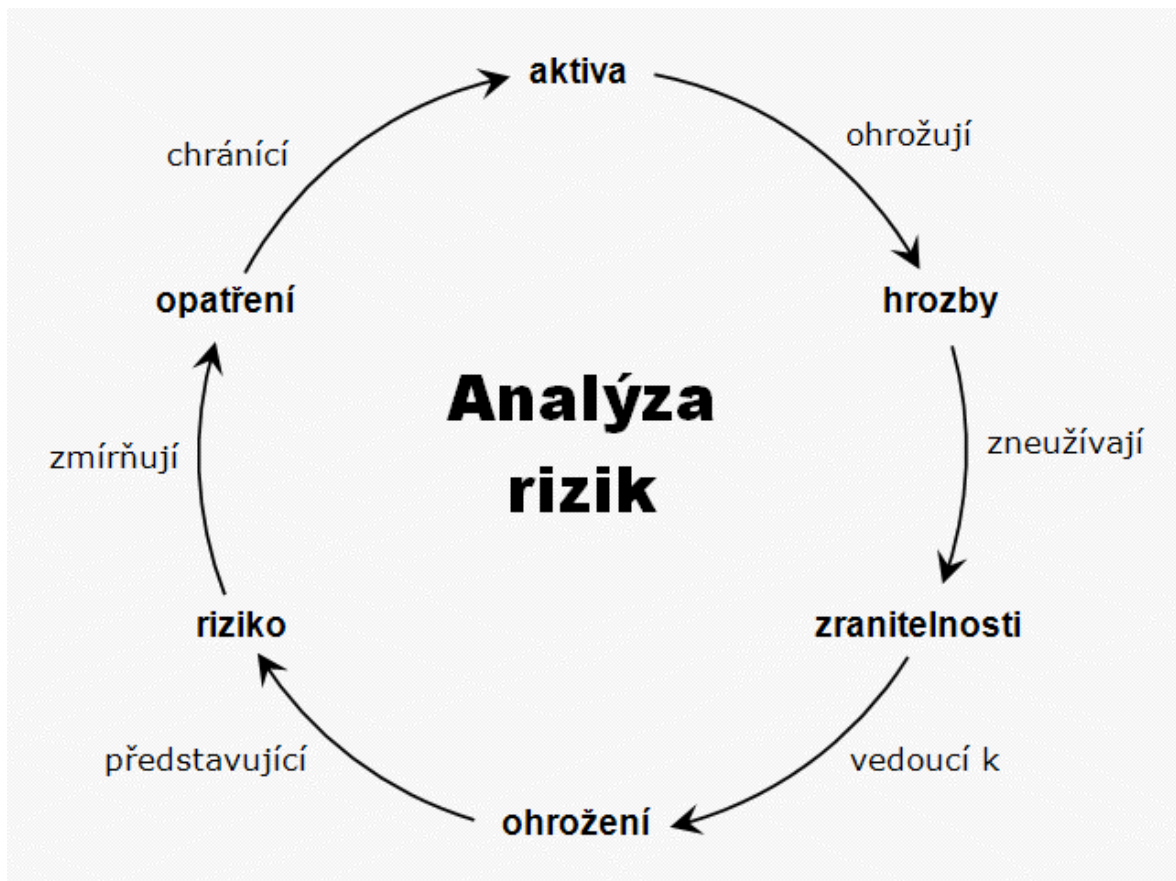 aktiva
ohrožují
hrozby
zneužívají
zranitelnosti
vedoucí k
ohrožení
představující
riziko
zmírňují
opatření
chránící
Analýza
rizik